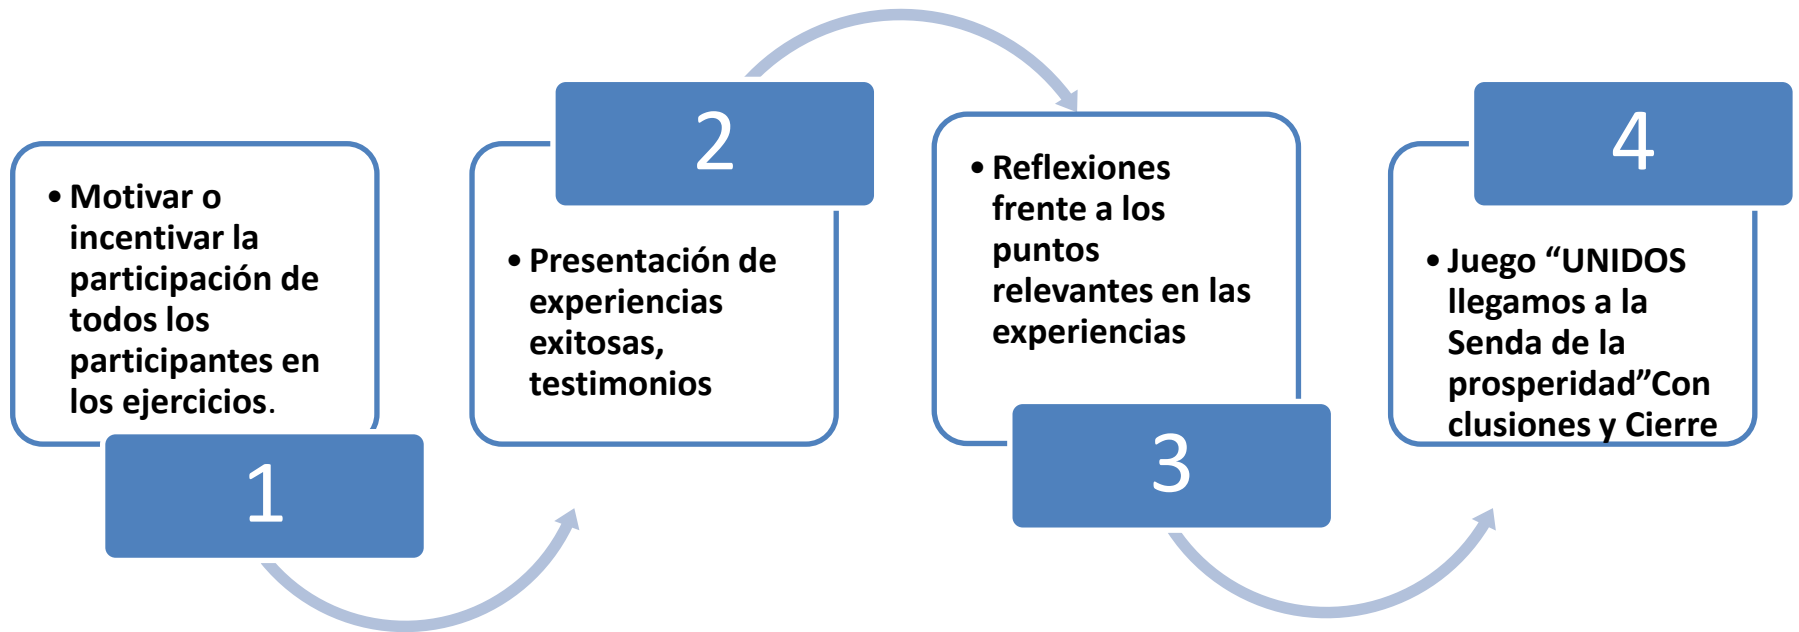 • Motivar o
incentivar la
participación de
todos los
participantes en
los ejercicios.
1
2
• Presentación de
experiencias
exitosas,
testimonios
• Reflexiones
frente a los
puntos
relevantes en las
experiencias
3
4
• Juego “UNIDOS
llegamos a la
Senda de la
prosperidad”Con
clusiones y Cierre